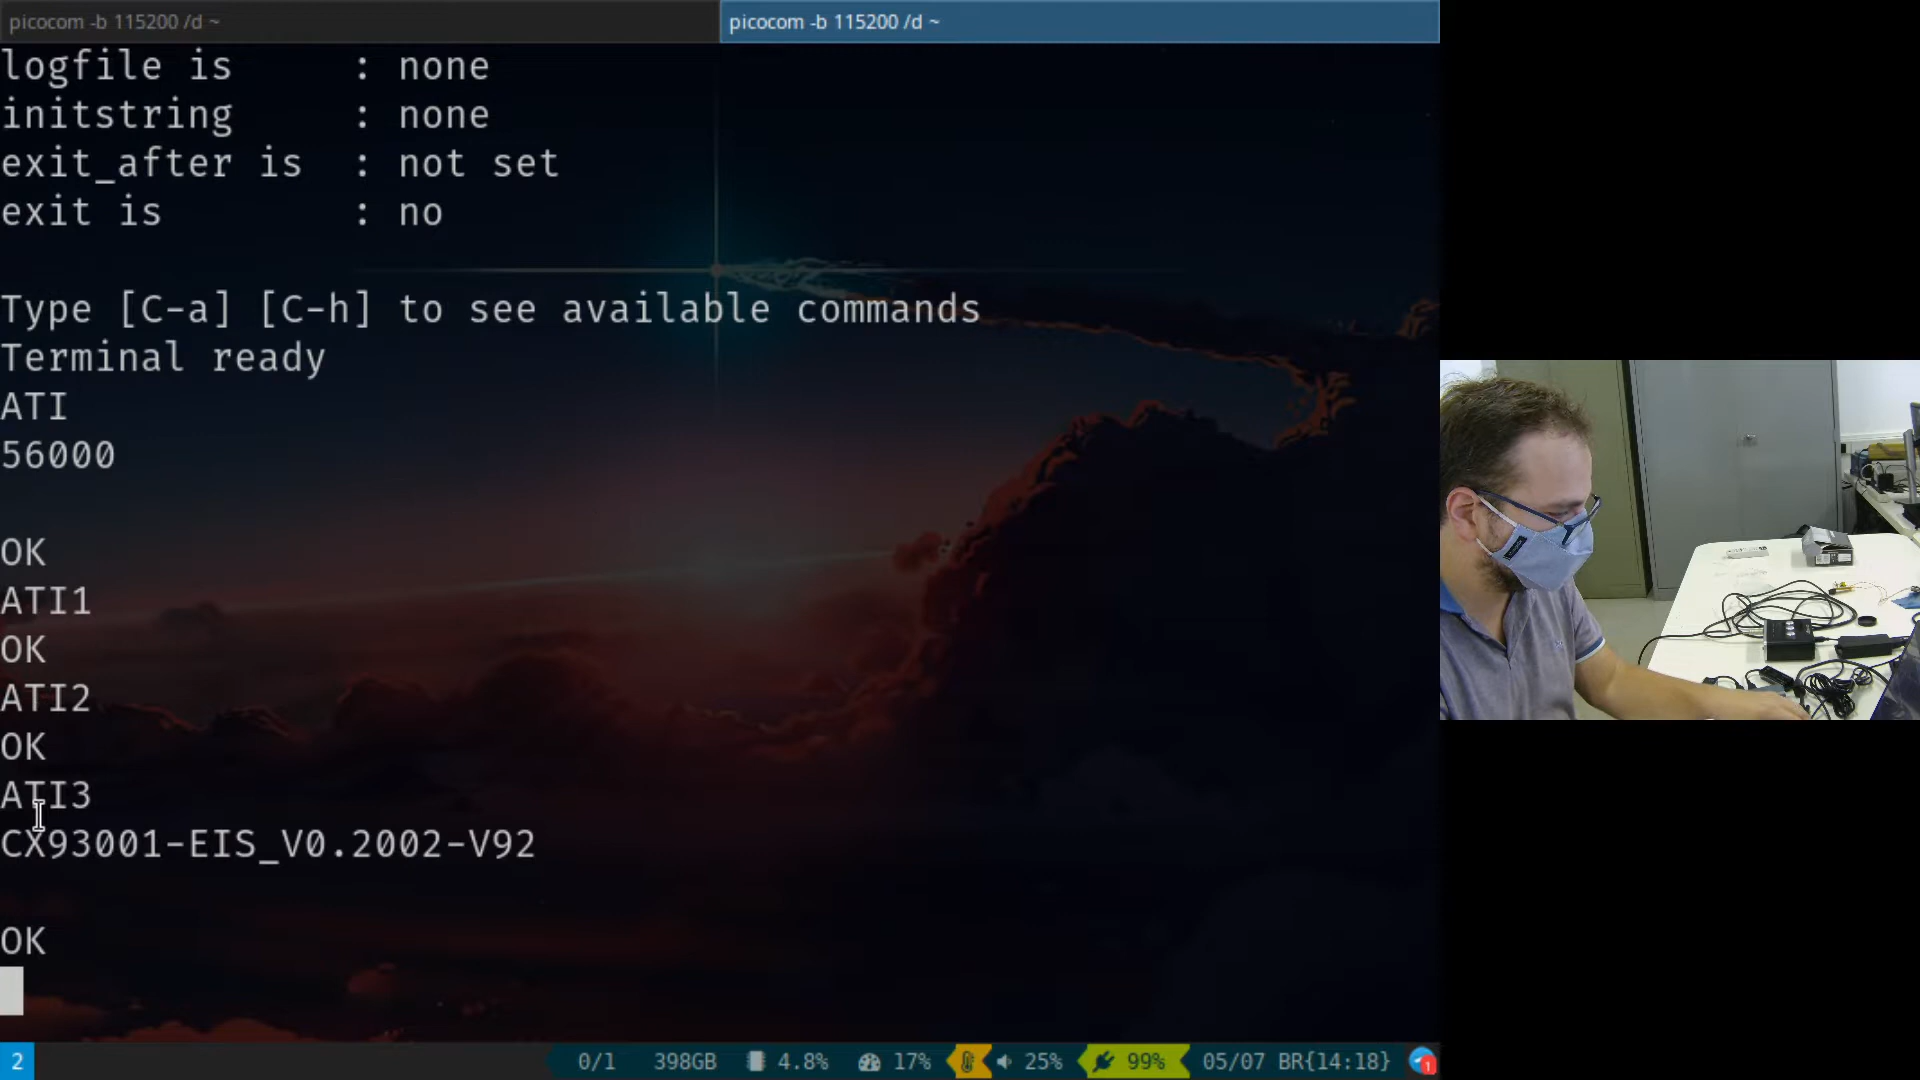 picocom -b 115200 /d ~
picocom -b 115200 /d ~
logfile is : none
initstring : none
exit_after is : not set
exit is : no
Type [C-a] [C-h] to see available commands
Terminal ready
ATI
56000
OK
ATI1
OK
ATI2
OK
ATI3
CX93001-EIS_V0.2002-V92
OK
2
0/1 398GB 4.8% 17% 25% 99% 05/07 BR{14:18} 1